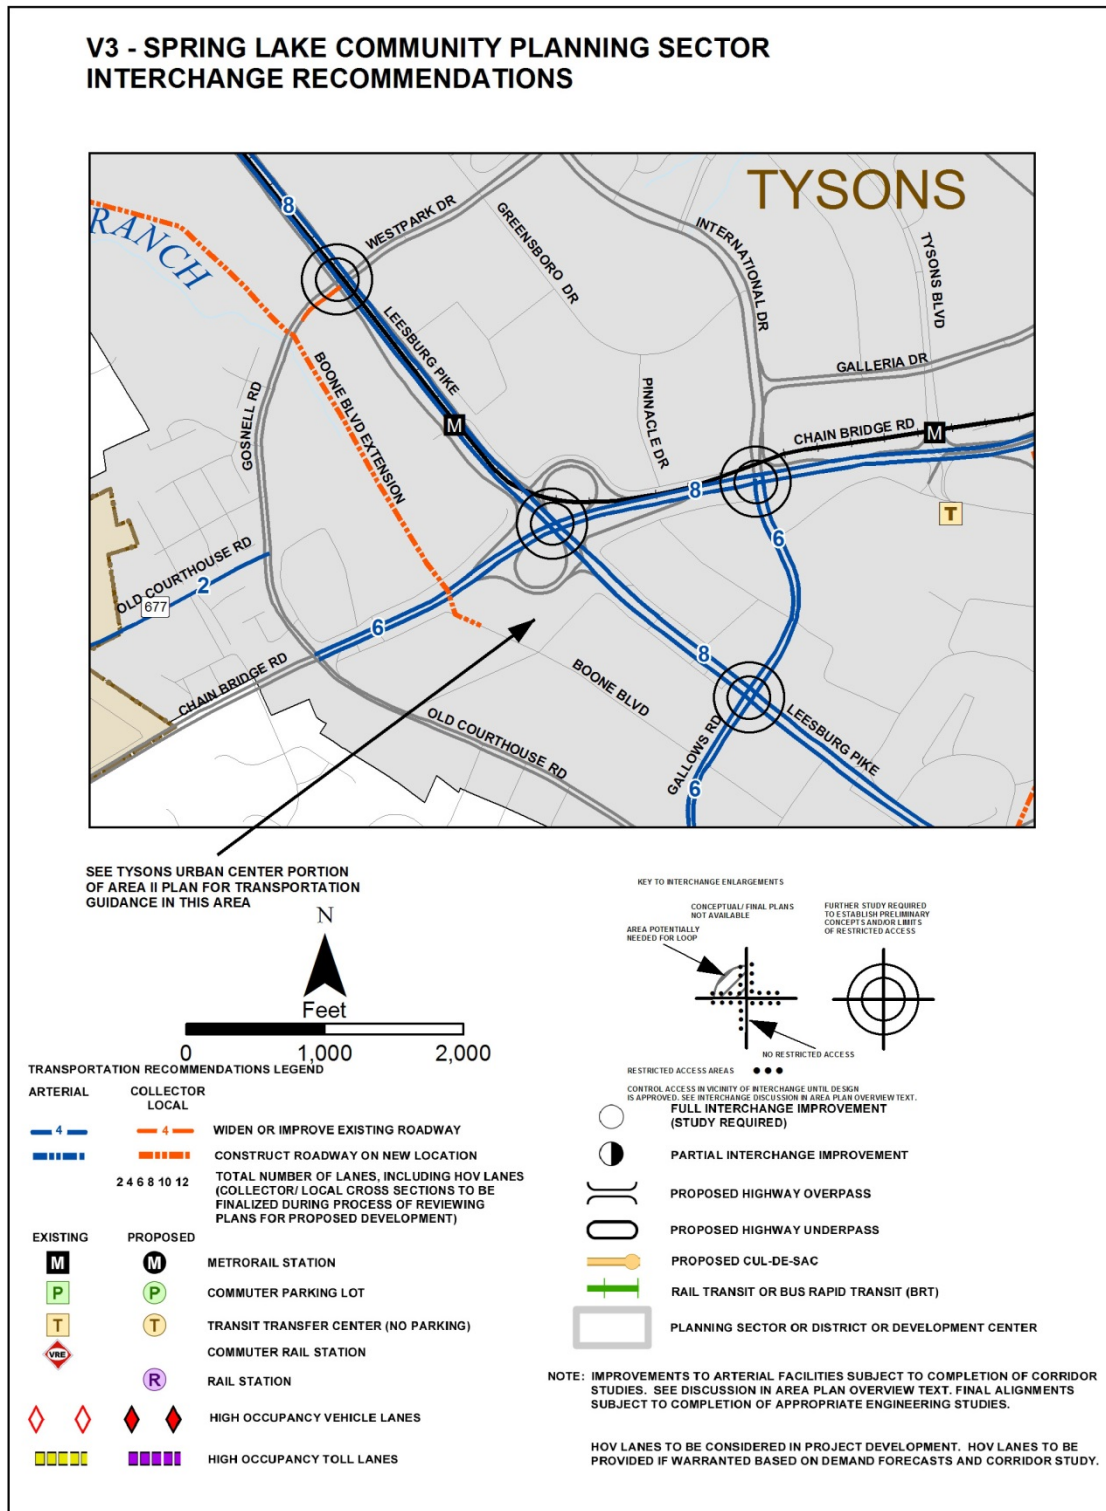 V3 - SPRING LAKE COMMUNITY PLANNING SECTOR
INTERCHANGE RECOMMENDATIONS
TYSONS
RANCH
8
WESTPARK DR
GREENSBORO DR
INTERNATIONAL DR
TYSONS BLVD
LEESBURG PIKE
GALLERIA DR
BOONE BLVD EXTENSION
PINNACLE DR
GOSNELL RD
M
CHAIN BRIDGE RD
M
8
T
6
OLD COURTHOUSE RD
2
677
6
8
CHAIN BRIDGE RD
BOONE BLVD
OLD COURTHOUSE RD
GALLOWS RD
LEESBURG PIKE
6
SEE TYSONS URBAN CENTER PORTION
OF AREA II PLAN FOR TRANSPORTATION
GUIDANCE IN THIS AREA
N
Feet
0 1,000 2,000
KEY TO INTERCHANGE ENLARGEMENTS
CONCEPTUAL/ FINAL PLANS
NOT AVAILABLE
AREA POTENTIALLY
NEEDED FOR LOOP
FURTHER STUDY REQUIRED
TO ESTABLISH PRELIMINARY
CONCEPTS AND/OR LIMITS
OF RESTRICTED ACCESS
NO RESTRICTED ACCESS
RESTRICTED ACCESS AREAS
CONTROL ACCESS IN VICINITY OF INTERCHANGE UNTIL DESIGN
IS APPROVED. SEE INTERCHANGE DISCUSSION IN AREA PLAN OVERVIEW TEXT.
TRANSPORTATION RECOMMENDATIONS LEGEND
ARTERIAL
COLLECTOR
LOCAL
4 4 WIDEN OR IMPROVE EXISTING ROADWAY
CONSTRUCT ROADWAY ON NEW LOCATION
2 4 6 8 10 12 TOTAL NUMBER OF LANES, INCLUDING HOV LANES
(COLLECTOR/ LOCAL CROSS SECTIONS TO BE
FINALIZED DURING PROCESS OF REVIEWING
PLANS FOR PROPOSED DEVELOPMENT)
EXISTING PROPOSED
M M METRORAIL STATION
P P COMMUTER PARKING LOT
T T TRANSIT TRANSFER CENTER (NO PARKING)
VRE COMMUTER RAIL STATION
R RAIL STATION
HIGH OCCUPANCY VEHICLE LANES
HIGH OCCUPANCY TOLL LANES
FULL INTERCHANGE IMPROVEMENT
(STUDY REQUIRED)
PARTIAL INTERCHANGE IMPROVEMENT
PROPOSED HIGHWAY OVERPASS
PROPOSED HIGHWAY UNDERPASS
PROPOSED CUL-DE-SAC
RAIL TRANSIT OR BUS RAPID TRANSIT (BRT)
PLANNING SECTOR OR DISTRICT OR DEVELOPMENT CENTER
NOTE: IMPROVEMENTS TO ARTERIAL FACILITIES SUBJECT TO COMPLETION OF CORRIDOR
STUDIES. SEE DISCUSSION IN AREA PLAN OVERVIEW TEXT. FINAL ALIGNMENTS
SUBJECT TO COMPLETION OF APPROPRIATE ENGINEERING STUDIES.
HOV LANES TO BE CONSIDERED IN PROJECT DEVELOPMENT. HOV LANES TO BE
PROVIDED IF WARRANTED BASED ON DEMAND FORECASTS AND CORRIDOR STUDY.